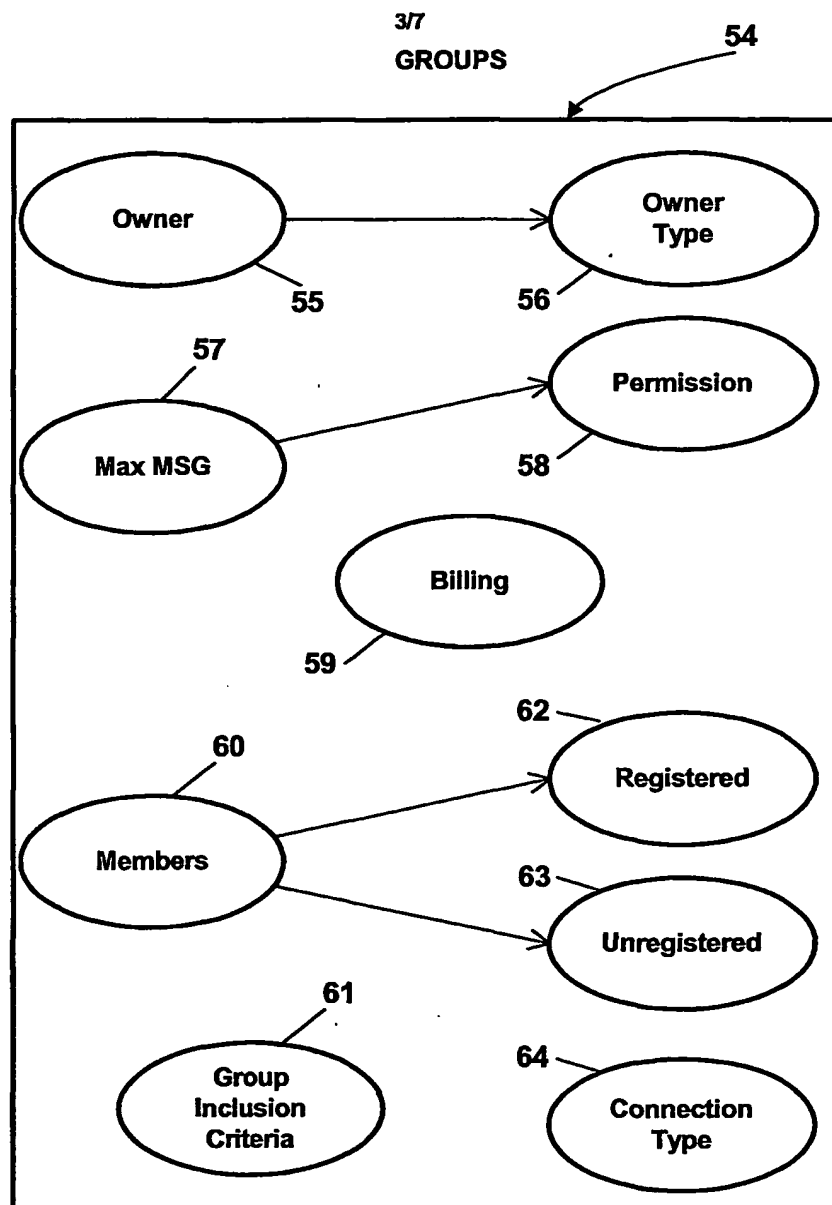 3/7
GROUPS
54
Owner
Owner
Type
55
56
57
Permission
Max MSG
58
Billing
59
62
60
Registered
Members
63
Unregistered
61
64
Group
Inclusion
Criteria
Connection
Type